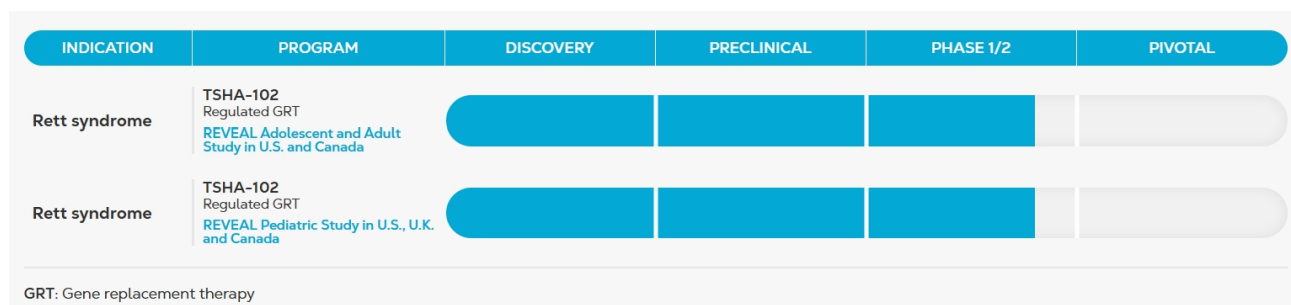 INDICATION PROGRAM DISCOVERY PRECLINICAL PHASE 1/2 PIVOTAL
Rett syndrome
TSHA-102
Regulated GRT
REVEAL Adolescent and Adult
Study in U.S. and Canada
Rett syndrome
TSHA-102
Regulated GRT
REVEAL Pediatric Study in U.S., U.K.
and Canada
GRT: Gene replacement therapy